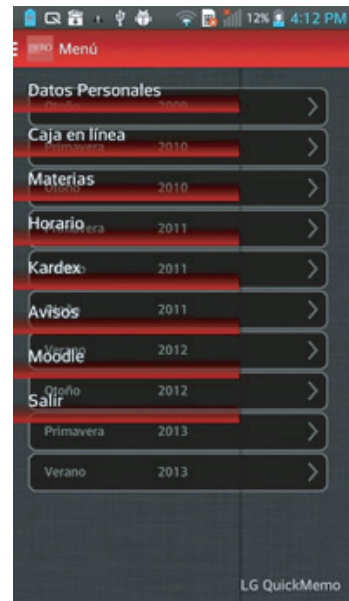 12% 4:12 PM
Menú
Datos Personales
Otoño 2009
Caja en línea
Primavera 2010
Materias
Otoño 2010
Horario
Primavera 2011
Kardex
2011
Avisos
Otoño 2011
Verano 2012
Moodle
Otoño 2012
Salir
Primavera 2013
Verano 2013
LG QuickMemo